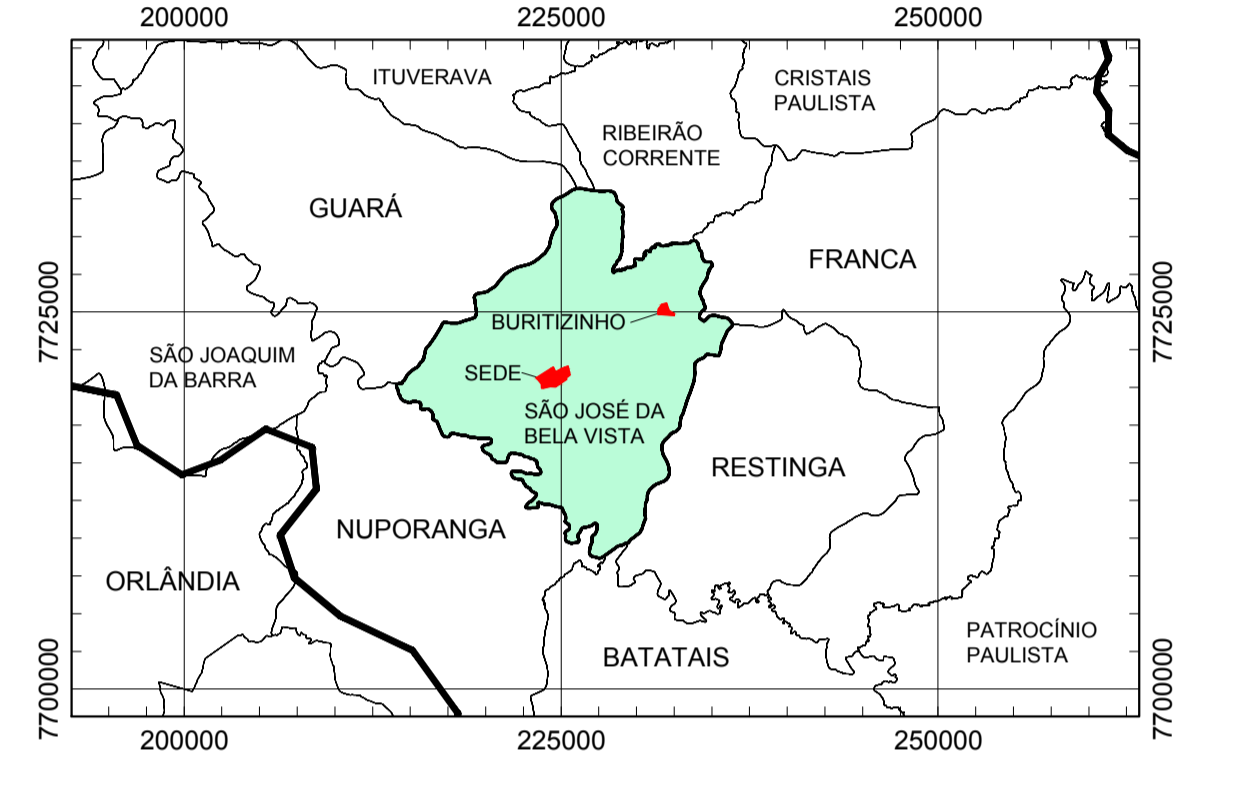 200000
225000
250000
ITUVERAVA
CRISTAIS
PAULISTA
RIBEIRÃO
CORRENTE
GUARÁ
FRANCA
7725000
7725000
BURITIZINHO
SÃO JOAQUIM
DA BARRA
SEDE
SÃO JOSÉ DA
BELA VISTA
RESTINGA
NUPORANGA
ORLÂNDIA
PATROCÍNIO
PAULISTA
BATATAIS
7700000
7700000
200000
225000
250000